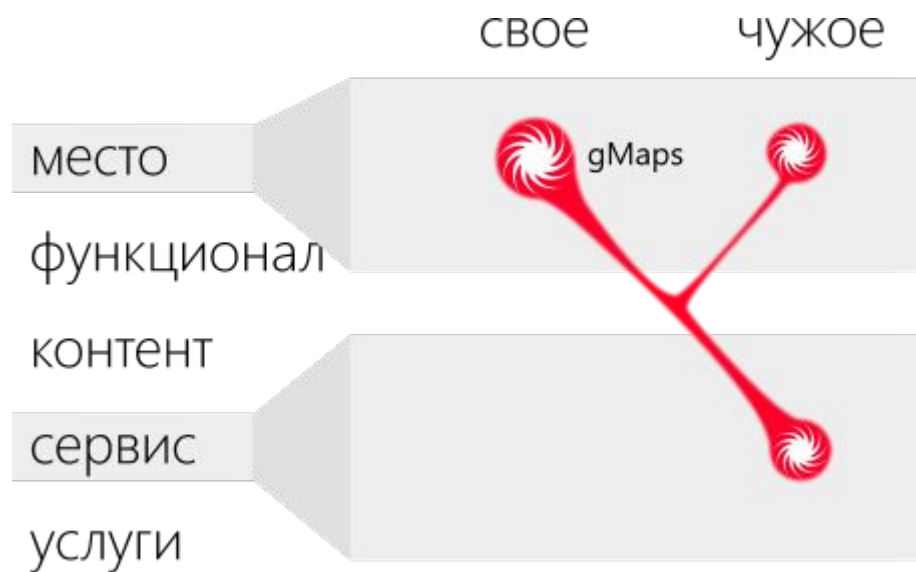 свое чужое
место
gMaps
функционал
контент
сервис
услуги